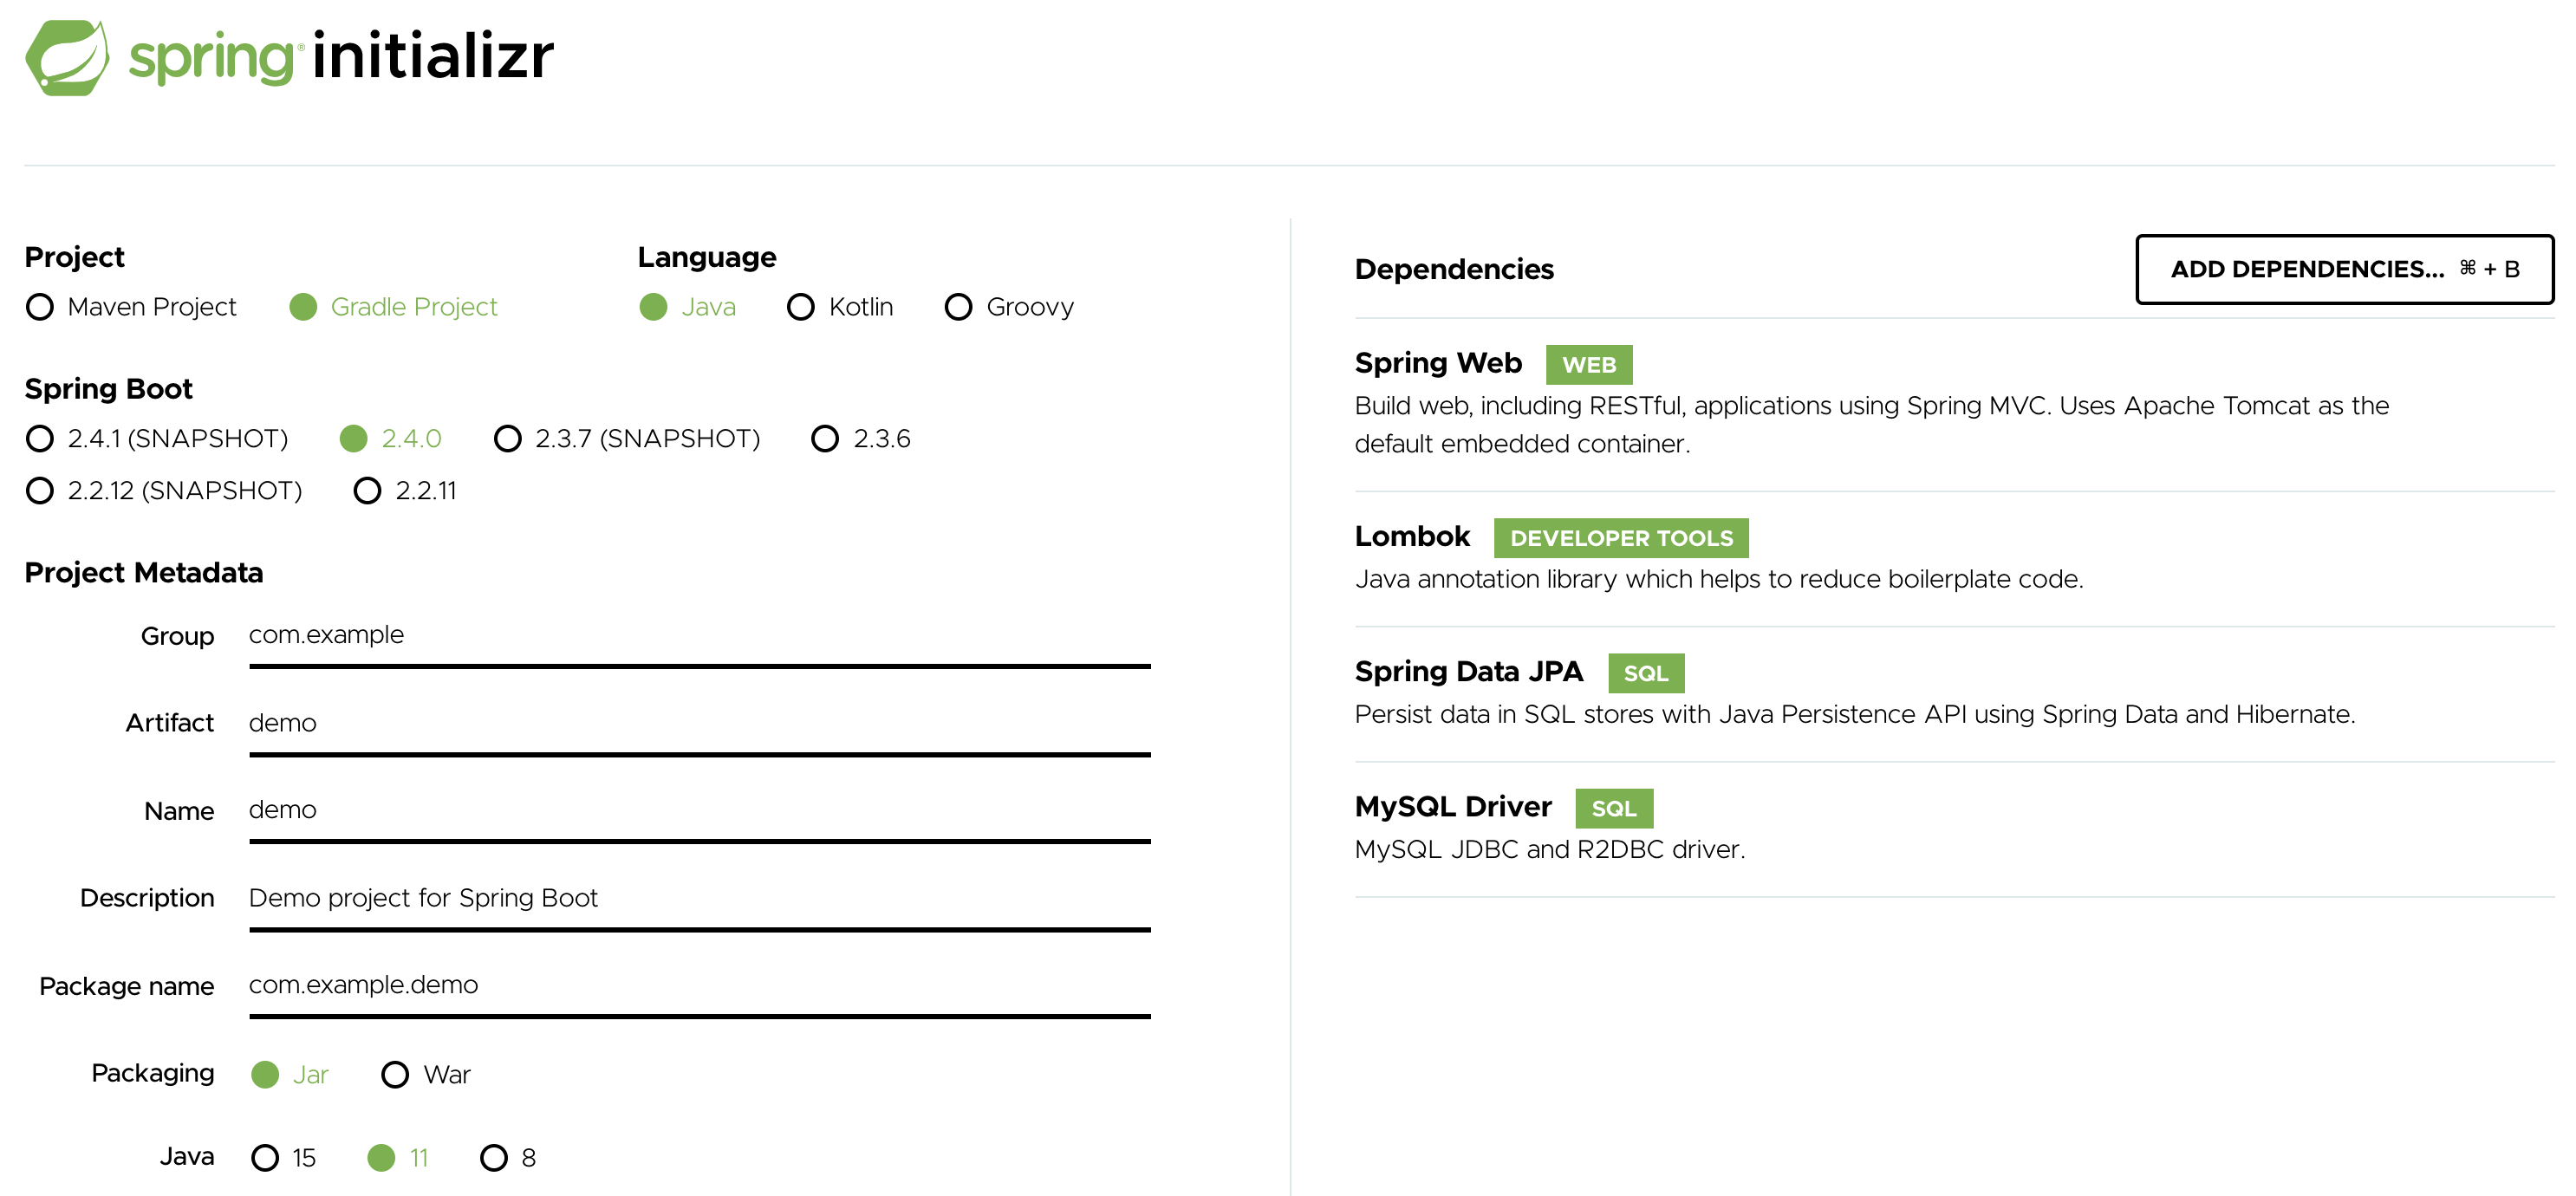 spring® initializr
Project
Maven Project Gradle Project
Language
Java Kotlin Groovy
Spring Boot
2.4.1 (SNAPSHOT) 2.4.0 2.3.7 (SNAPSHOT) 2.3.6
2.2.12 (SNAPSHOT) 2.2.11
Project Metadata
Group com.example
Artifact demo
Name demo
Description Demo project for Spring Boot
Package name com.example.demo
Packaging Jar War
Java 15 11 8
Dependencies
ADD DEPENDENCIES... ⌘ + B
Spring Web WEB
Build web, including RESTful, applications using Spring MVC. Uses Apache Tomcat as the
default embedded container.
Lombok DEVELOPER TOOLS
Java annotation library which helps to reduce boilerplate code.
Spring Data JPA SQL
Persist data in SQL stores with Java Persistence API using Spring Data and Hibernate.
MySQL Driver SQL
MySQL JDBC and R2DBC driver.